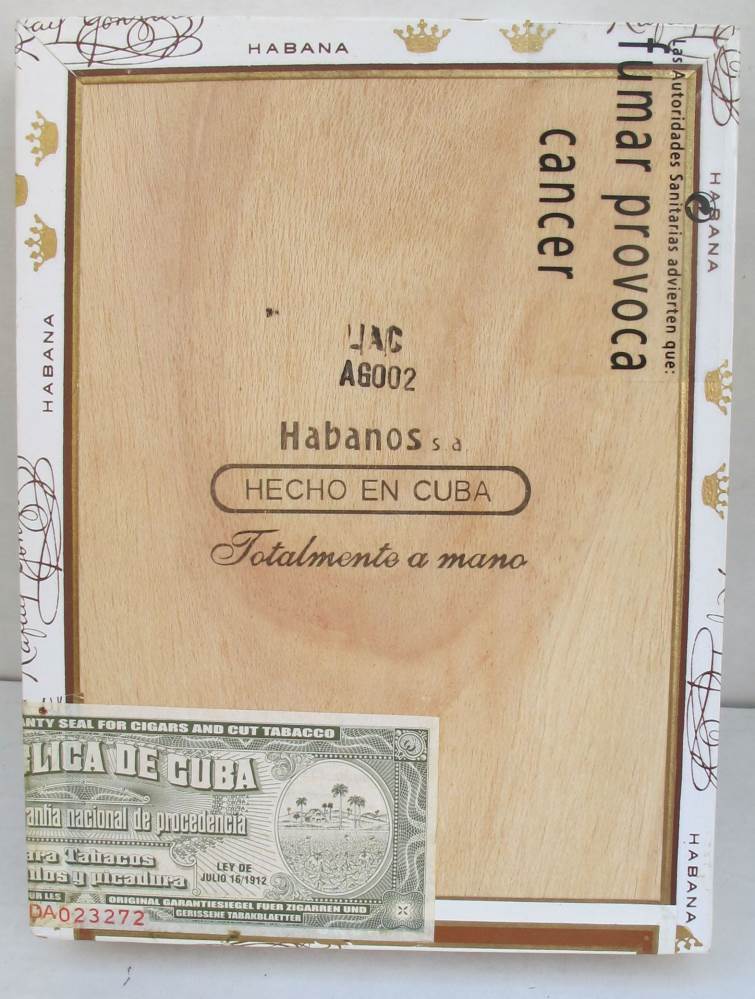 HABANA
Las Autoridades Sanitarias advierten que:
fumar provoca
cancer
HABANA
HABANA
AG002
Habanos s.a
HECHO EN CUBA
Totalmente a mano
NTY SEAL FOR CIGARS AND CUT TABACCO
LICA DE CUBA
antia nacional de procedencia
ara Tabacos
dos y picadura
LEY DE
JULIO 16/1912
ORIGINAL GARANTIESIEGEL FUER ZIGARREN UND
GERISSENE TABAKBLAETTER
DA023272
HABANA